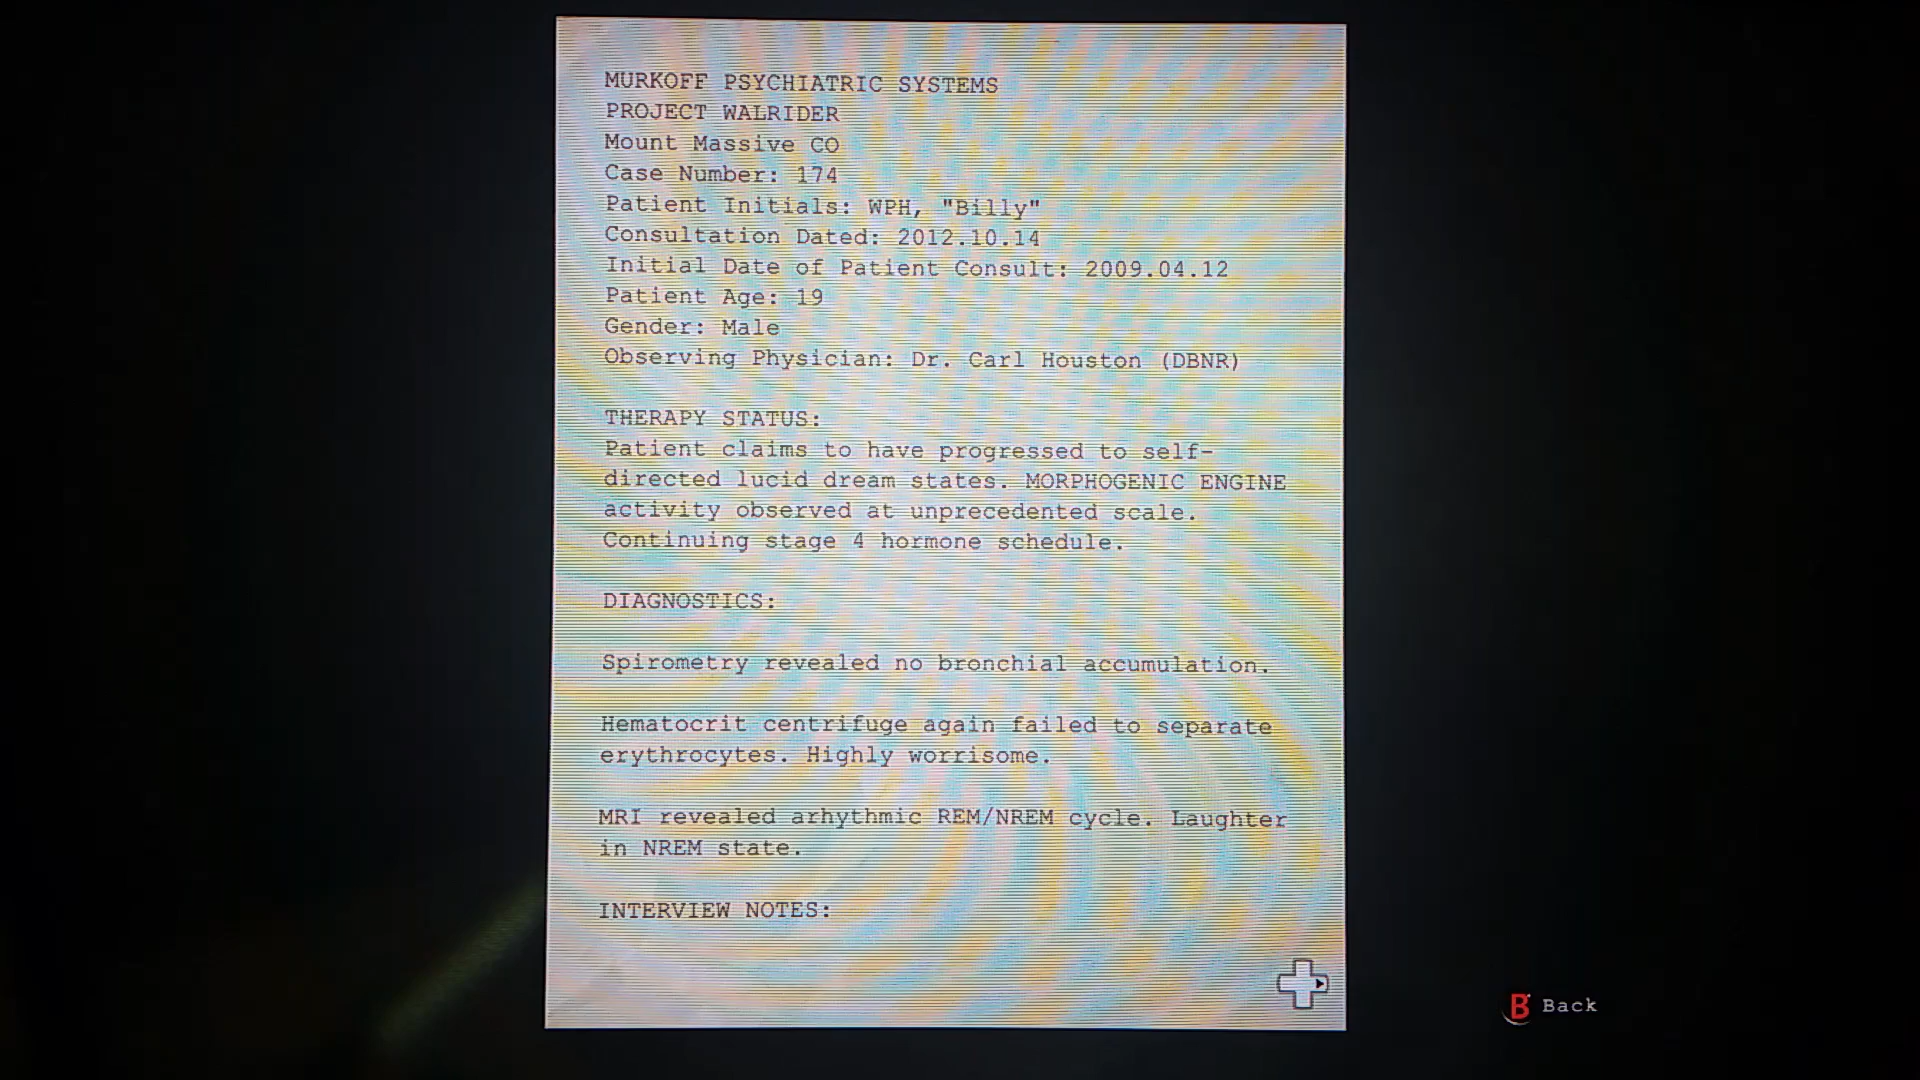 MURKOFF PSYCHIATRIC SYSTEMS
PROJECT WALRIDER
Mount Massive CO
Case Number: 174
Patient Initials: WPH, "Billy"
Consultation Dated: 2012.10.14
Initial Date of Patient Consult: 2009.04.12
Patient Age: 19
Gender: Male
Observing Physician: Dr. Carl Houston (DBNR)
THERAPY STATUS:
Patient claims to have progressed to self-
directed lucid dream states. MORPHOGENIC ENGINE
activity observed at unprecedented scale.
Continuing stage 4 hormone schedule.
DIAGNOSTICS:
Spirometry revealed no bronchial accumulation.
Hematocrit centrifuge again failed to separate
erythrocytes. Highly worrisome.
MRI revealed arhythmic REM/NREM cycle. Laughter
in NREM state.
INTERVIEW NOTES:
B Back